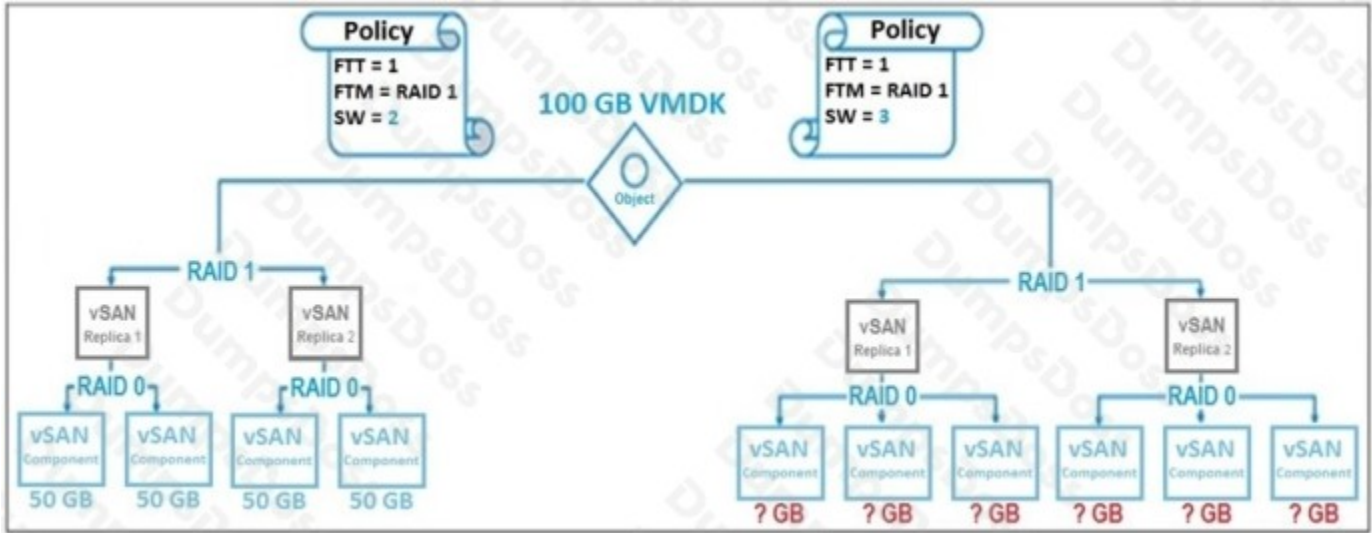 Policy
FTT = 1
FTM = RAID 1
SW = 2
100 GB VMDK
Policy
FTT = 1
FTM = RAID 1
SW = 3
Object
RAID 1
vSAN
Replica 1
vSAN
Replica 2
RAID 0
RAID 0
vSAN
Component
50 GB
vSAN
Component
50 GB
vSAN
Component
50 GB
vSAN
Component
50 GB
RAID 1
vSAN
Replica 1
vSAN
Replica 2
RAID 0
RAID 0
vSAN
Component
? GB
vSAN
Component
? GB
vSAN
Component
? GB
vSAN
Component
? GB
vSAN
Component
? GB
vSAN
Component
? GB
DumpsDoss